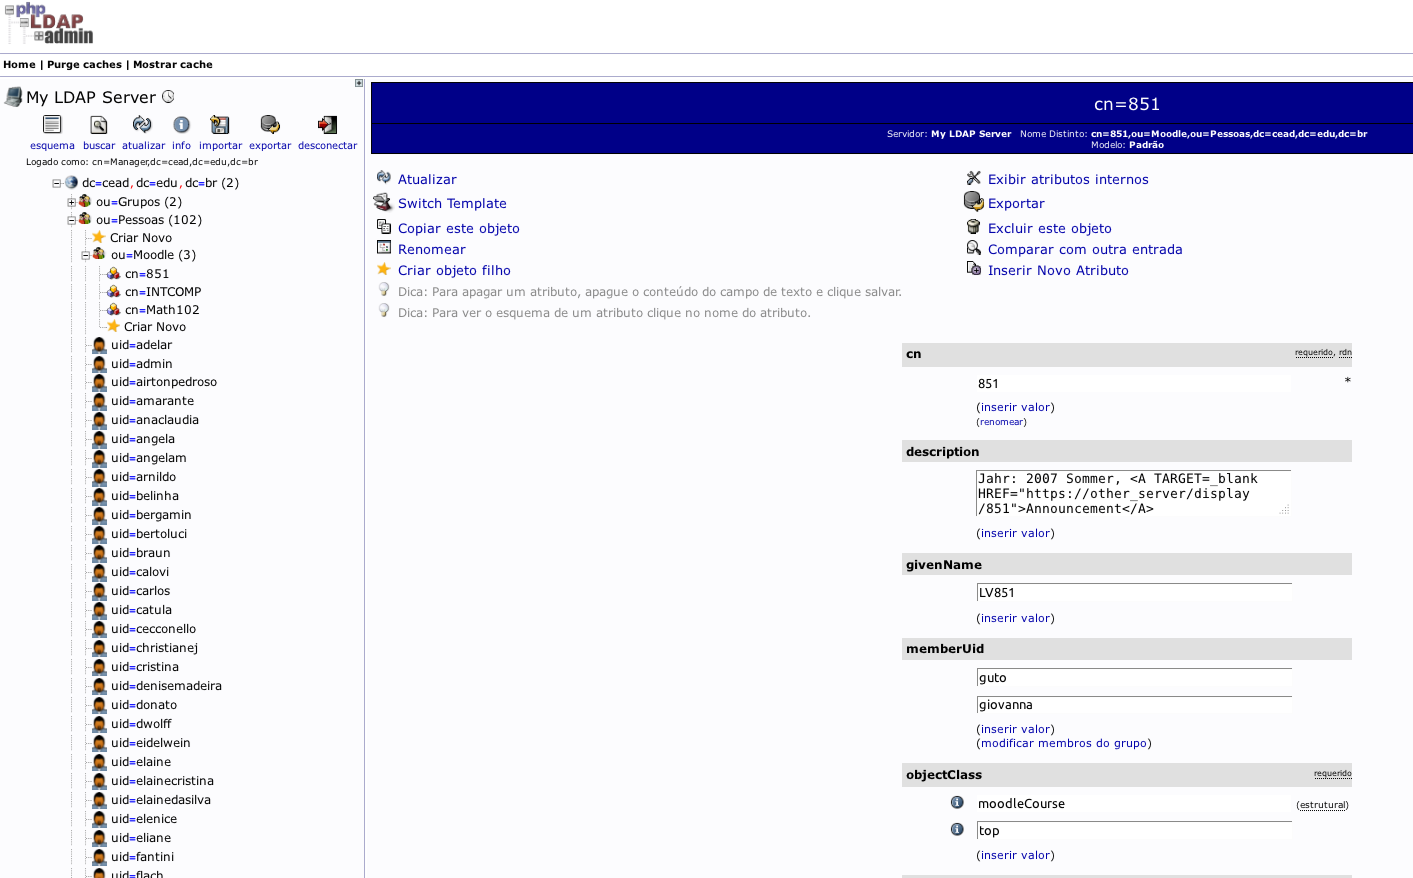 php
LDAP
admin
Home | Purge caches | Mostrar cache
My LDAP Server
esquema buscar atualizar info importar exportar desconectar
Logado como: cn=Manager,dc=cead,dc=edu,dc=br
dc=cead, dc=edu, dc=br (2)
ou=Grupos (2)
ou=Pessoas (102)
Criar Novo
ou=Moodle (3)
cn=851
cn=INTCOMP
cn=Math102
Criar Novo
uid=adelar
uid=admin
uid=airtonpedroso
uid=amarante
uid=anaclaudia
uid=angela
uid=angelam
uid=arnildo
uid=belinha
uid=bergamin
uid=bertoluci
uid=braun
uid=calovi
uid=carlos
uid=catula
uid=cecconello
uid=christianej
uid=cristina
uid=denisemadeira
uid=donato
uid=dwolff
uid=eidelwein
uid=elaine
uid=elainecristina
uid=elainedasilva
uid=elenice
uid=eliane
uid=fantini
uid=flach
cn=851
Servidor: My LDAP Server Nome Distinto: cn=851,ou=Moodle,ou=Pessoas,dc=cead,dc=edu,dc=br
Modelo: Padrão
Atualizar
Switch Template
Copiar este objeto
Renomear
Criar objeto filho
Dica: Para apagar um atributo, apague o conteúdo do campo de texto e clique salvar.
Dica: Para ver o esquema de um atributo clique no nome do atributo.
Exibir atributos internos
Exportar
Excluir este objeto
Comparar com outra entrada
Inserir Novo Atributo
cn requerido, rdn
851 *
(inserir valor)
(renomear)
description
Jahr: 2007 Sommer, <A TARGET=_blank
HREF="https://other_server/display
/851">Announcement</A>
(inserir valor)
givenName
LV851
(inserir valor)
memberUid
guto
giovanna
(inserir valor)
(modificar membros do grupo)
objectClass requerido
moodleCourse (estrutural)
top
(inserir valor)